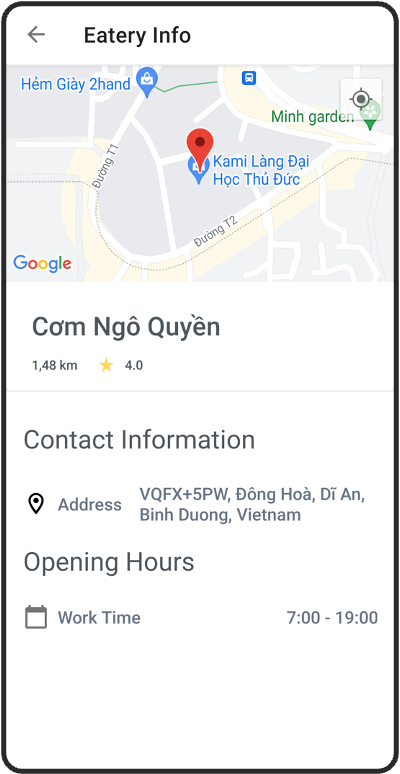 Eatery Info
Hẻm Giày 2hand
Minh garden
Kami Làng Đại
Học Thủ Đức
Đường T1
Đường T2
Google
Cơm Ngô Quyền
1,48 km 4.0
Contact Information
Address
VQFX+5PW, Đông Hoà, Dĩ An,
Binh Duong, Vietnam
Opening Hours
Work Time 7:00 - 19:00